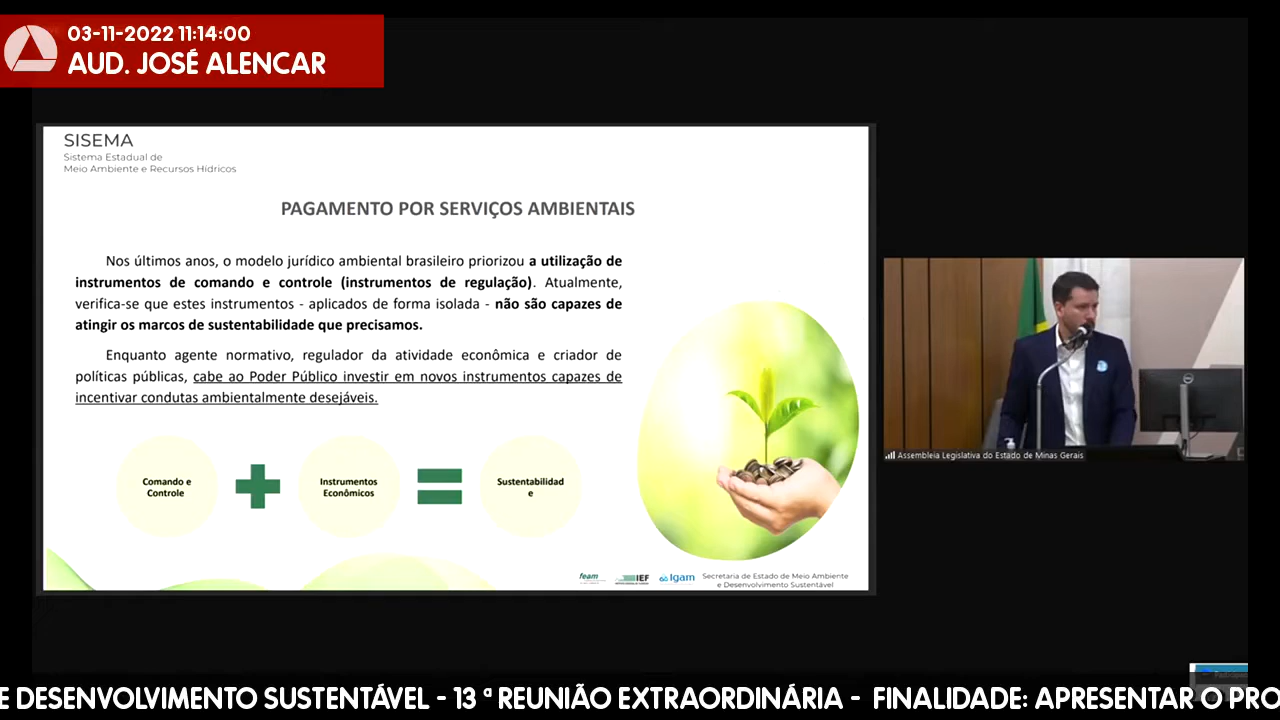 03-11-2022 11:14:00
AUD. JOSÉ ALENCAR
SISEMA
Sistema Estadual de
Meio Ambiente e Recursos Hídricos
PAGAMENTO POR SERVIÇOS AMBIENTAIS
Nos últimos anos, o modelo jurídico ambiental brasileiro priorizou a utilização de
instrumentos de comando e controle (instrumentos de regulação). Atualmente,
verifica-se que estes instrumentos - aplicados de forma isolada - não são capazes de
atingir os marcos de sustentabilidade que precisamos.
Enquanto agente normativo, regulador da atividade econômica e criador de
políticas públicas, cabe ao Poder Público investir em novos instrumentos capazes de
incentivar condutas ambientalmente desejáveis.
Comando e
Controle
Instrumentos
Econômicos
Sustentabilidad
e
feam
IEF
Igam
Secretaria de Estado de Meio Ambiente
e Desenvolvimento Sustentável
DELL
Assembleia Legislativa do Estado de Minas Gerais
E DESENVOLVIMENTO SUSTENTÁVEL - 13 ª REUNIÃO EXTRAORDINÁRIA - FINALIDADE: APRESENTAR O PRO